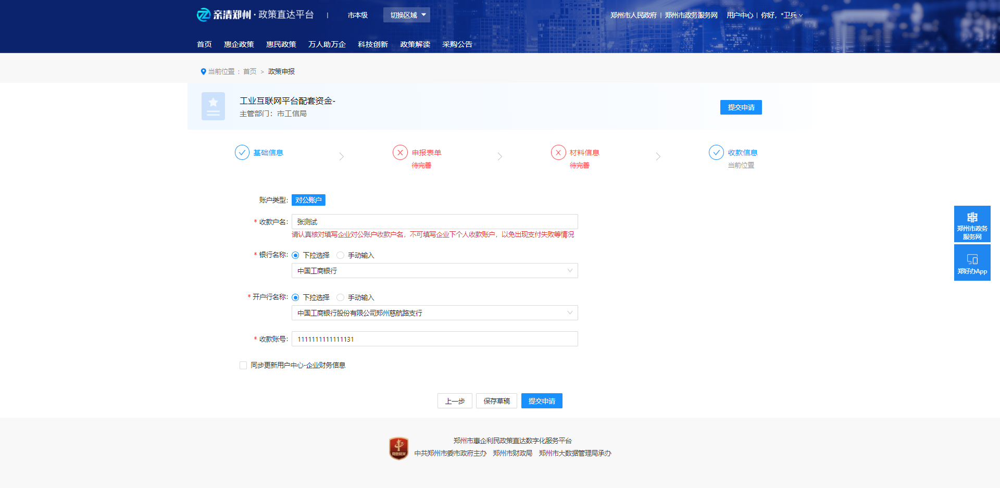 亲清郑州·政策直达平台 | 市本级 切换区域 郑州市人民政府 | 郑州市政务服务网 用户中心 | 你好，*卫兵
首页 惠企政策 惠民政策 万人助万企 科技创新 政策解读 采购公告
当前位置 : 首页 > 政策申报
工业互联网平台配套资金-
主管部门：市工信局
提交申请
基础信息 申报表单 材料信息 收款信息
待完善 待完善 当前位置
账户类型: 对公账户
* 收款户名: 张测试
请认真核对填写企业对公账户收款户名，不可填写企业下个人收款账户，以免出现支付失败等情况
* 银行名称: 下拉选择 手动输入
中国工商银行
* 开户行名称: 下拉选择 手动输入
中国工商银行股份有限公司郑州慈航路支行
* 收款账号: 1111111111111131
同步更新用户中心-企业财务信息
上一步 保存草稿 提交申请
郑州市政务
服务网
郑好办App
郑州市惠企利民政策直达数字化服务平台
中共郑州市委市政府主办 郑州市财政局 郑州市大数据管理局承办
党政机关